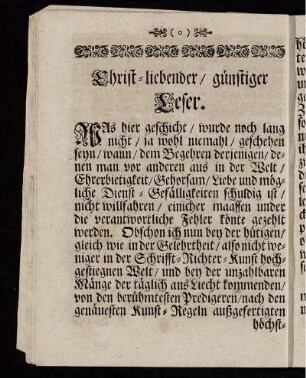 ( o )
Christ-liebender / günstiger
Leser.
WAs hier geschicht / wurde noch lang
nicht / ja wohl niemahl / geschehen
seyn / wann / dem Begehren derjenigen / de-
nen man vor anderen aus in der Welt /
Ehrerbietigkeit / Gehorsam / Liebe und mög-
liche Dienst-Gefälligkeiten schuldig ist /
nicht willfahren / einicher maassen under
die verantwortliche Fehler könte gezehlt
werden. Obschon ich nun bey der hütigen /
gleich wie in der Gelehrtheit / also nicht we-
niger in der Schrifft-Richter-Kunst hoch-
gestiegnen Welt / und bey der unzahlbaren
Mänge der täglich ans Liecht kommenden /
von den berühmtesten Predigeren / nach den
genäuesten Kunst-Regeln außgefertigten
höchst-